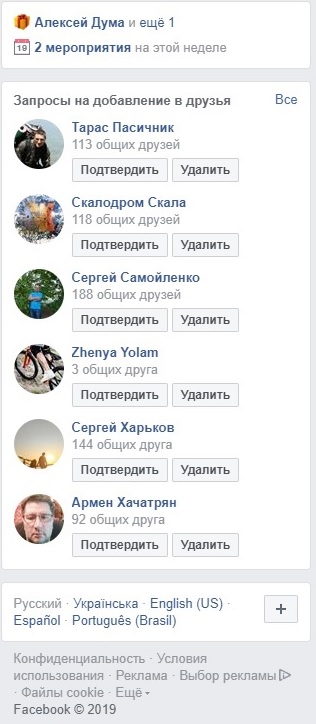 Алексей Дума и ещё 1
19
2 мероприятия на этой неделе
Запросы на добавление в друзья
Все
Тарас Пасичник
113 общих друзей
Подтвердить Удалить
Скалодром Скала
118 общих друзей
Подтвердить Удалить
Сергей Самойленко
188 общих друзей
Подтвердить Удалить
Zhenya Yolam
3 общих друга
Подтвердить Удалить
Сергей Харьков
144 общих друга
Подтвердить Удалить
Армен Хачатрян
92 общих друга
Подтвердить Удалить
Русский · Українська · English (US) ·
Español · Português (Brasil)
+
Конфиденциальность · Условия
использования · Реклама · Выбор рекламы
· Файлы cookie · Ещё
Facebook © 2019